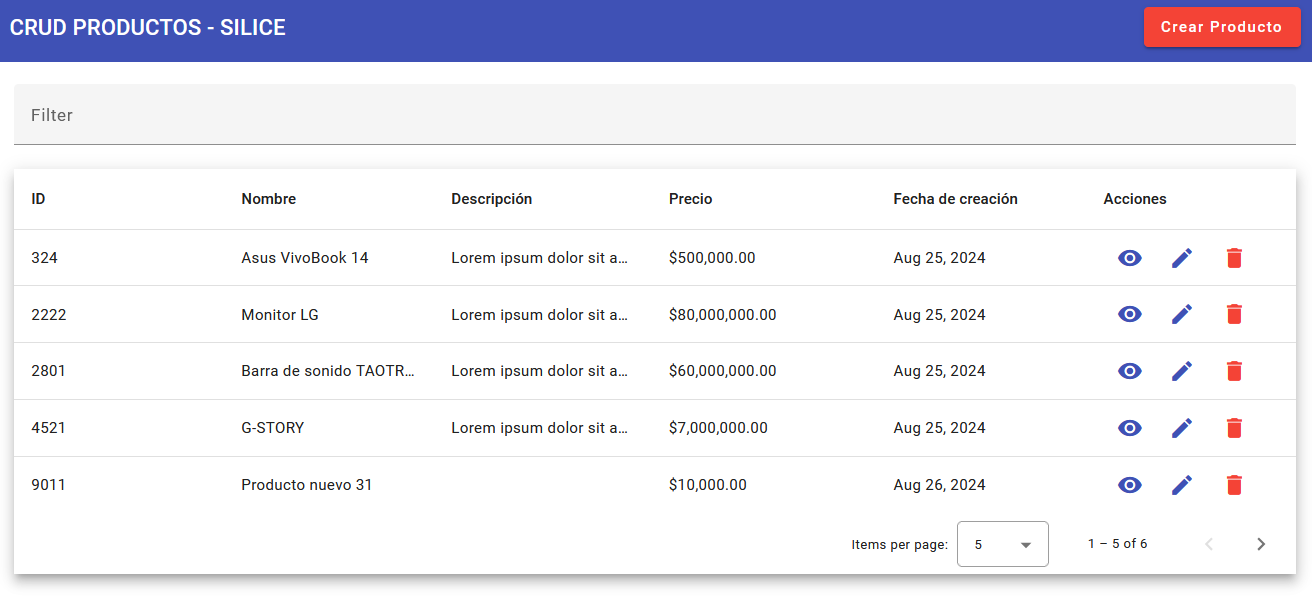 CRUD PRODUCTOS - SILICE Crear Producto
Filter
ID Nombre Descripción Precio Fecha de creación Acciones
324 Asus VivoBook 14 Lorem ipsum dolor sit a... $500,000.00 Aug 25, 2024
2222 Monitor LG Lorem ipsum dolor sit a... $80,000,000.00 Aug 25, 2024
2801 Barra de sonido TAOTR... Lorem ipsum dolor sit a... $60,000,000.00 Aug 25, 2024
4521 G-STORY Lorem ipsum dolor sit a... $7,000,000.00 Aug 25, 2024
9011 Producto nuevo 31 $10,000.00 Aug 26, 2024
Items per page: 5 1 – 5 of 6